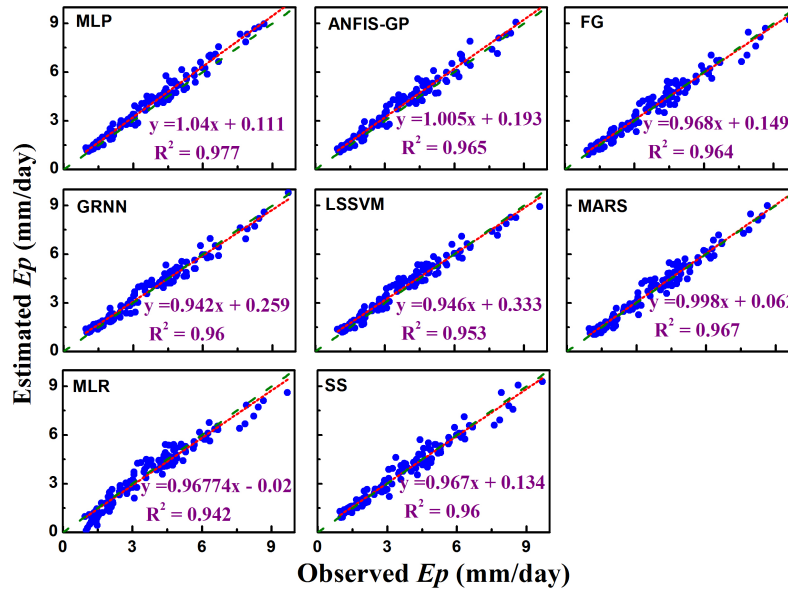 MLP
ANFIS-GP
FG
9
6
3
0
y =1.04x + 0.111
R² = 0.977
y =1.005x + 0.193
R² = 0.965
y =0.968x + 0.149
R² = 0.964
GRNN
LSSVM
MARS
9
6
3
0
y=0.942x + 0.259
R² = 0.96
y =0.946x + 0.333
R² = 0.953
y =0.998x + 0.06
R² = 0.967
MLR
SS
9
6
3
0
y=0.96774x - 0.02
R² = 0.942
y =0.967x + 0.134
R² = 0.96
0 3 6 9 0 3 6 9
Estimated Ep (mm/day)
Observed Ep (mm/day)